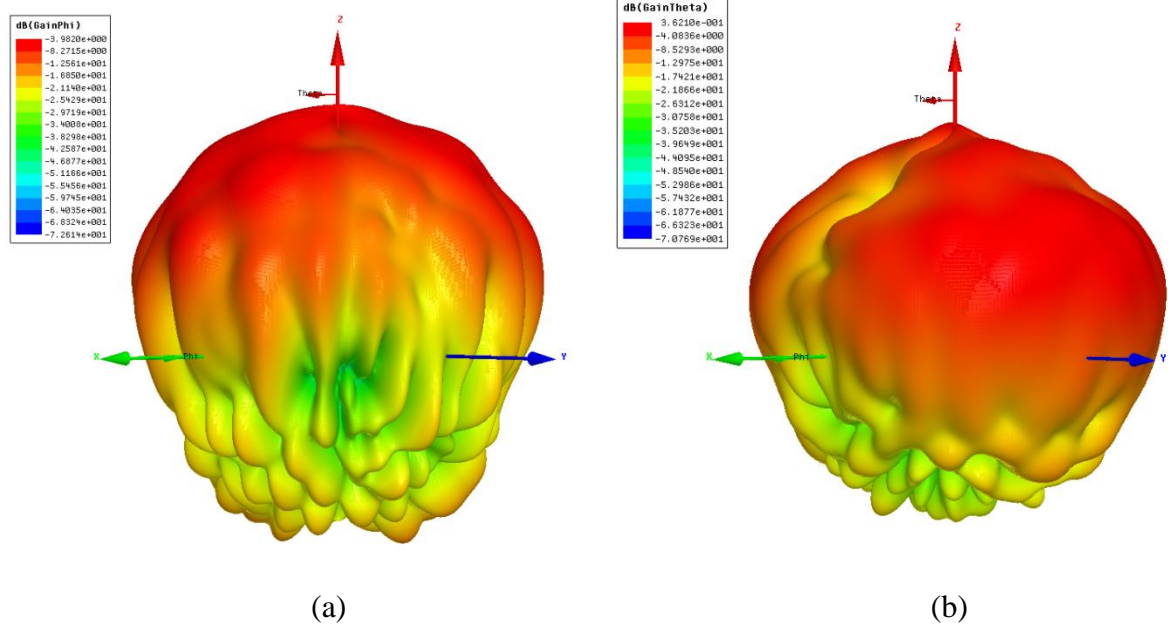 dB(GainPhi)
-3.9820e+000
-8.2715e+000
-1.2561e+001
-1.6850e+001
-2.1140e+001
-2.5429e+001
-2.9719e+001
-3.4008e+001
-3.8298e+001
-4.2587e+001
-4.6877e+001
-5.1166e+001
-5.5456e+001
-5.9745e+001
-6.4035e+001
-6.8324e+001
-7.2614e+001
Z
Theta
X
Phi
Y
(a)
dB(GainTheta)
3.6210e-001
-4.0836e+000
-8.5293e+000
-1.2975e+001
-1.7421e+001
-2.1866e+001
-2.6312e+001
-3.0758e+001
-3.5203e+001
-3.9649e+001
-4.4095e+001
-4.8540e+001
-5.2986e+001
-5.7432e+001
-6.1877e+001
-6.6323e+001
-7.0769e+001
Z
Theta
X
Phi
Y
(b)